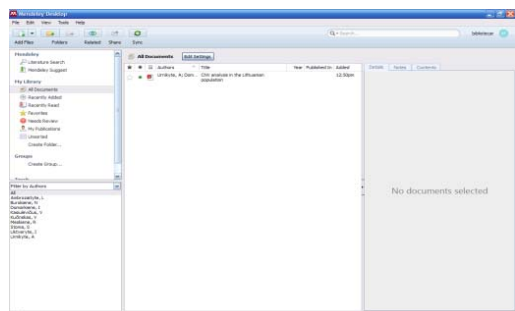 Mendeley Desktop
File Edit View Tools Help
Add Files Folders Related Share Sync
Search...
Mendeley
Literature Search
Mendeley Suggest
My Library
All Documents
Recently Added
Recently Read
Favorites
Needs Review
My Publications
Unsorted
Create Folder...
Groups
Create Group...
Filter by Authors
All
All Documents Edit Settings
Authors Title Year Published In Added
CNV analysis in the Lithuanian
population
12:50pm
Details Notes Contents
No documents selected